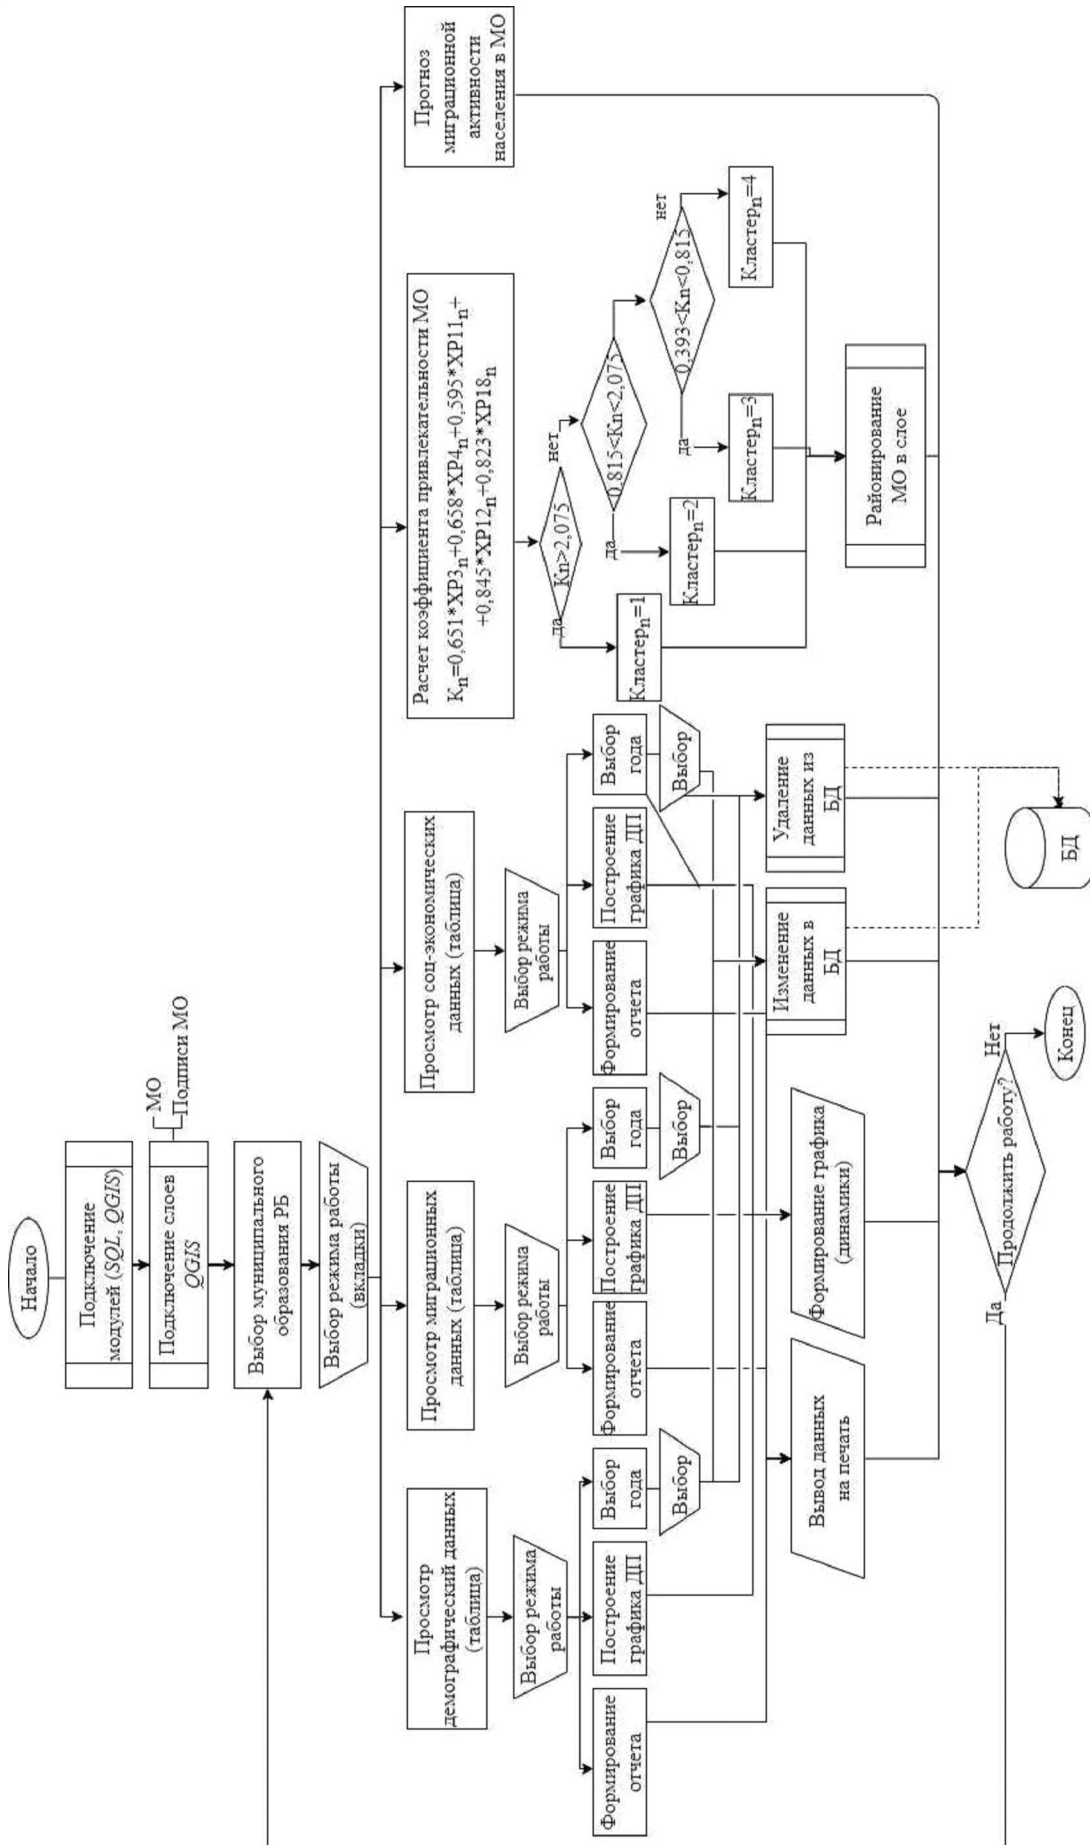 Начало
Подключение
модулей (SQL, QGIS)
Подключение слоев
QGIS
МО
Подписи МО
Выбор муниципального
образования РБ
Выбор режима работы
(вкладки)
Просмотр
демографический данных
(таблица)
Просмотр миграционных
данных (таблица)
Просмотр соц-экономических
данных (таблица)
Расчет коэффициента привлекательности МО
Kn=0,651*XP3n+0,658*XP4n+0,595*XP11n+
+0,845*XP12n+0,823*XP18n
Прогноз
миграционной
активности
населения в МО
Выбор режима
работы
Выбор режима
работы
Выбор режима
работы
Kn>2,075
да
нет
0,815<Kn<2,075
да
нет
0,393<Kn<0,815
да
нет
Формирование
отчета
Построение
графика ДП
Выбор
года
Формирование
отчета
Построение
графика ДП
Выбор
года
Формирование
отчета
Построение
графика ДП
Выбор
года
Кластерn=1
Кластерn=2
Кластерn=3
Кластерn=4
Выбор
Выбор
Выбор
Вывод данных
на печать
Формирование графика
(динамики)
Изменение
данных в
БД
Удаление
данных из
БД
Районирование
МО в слое
Продолжить работу?
Да
Нет
Конец
БД